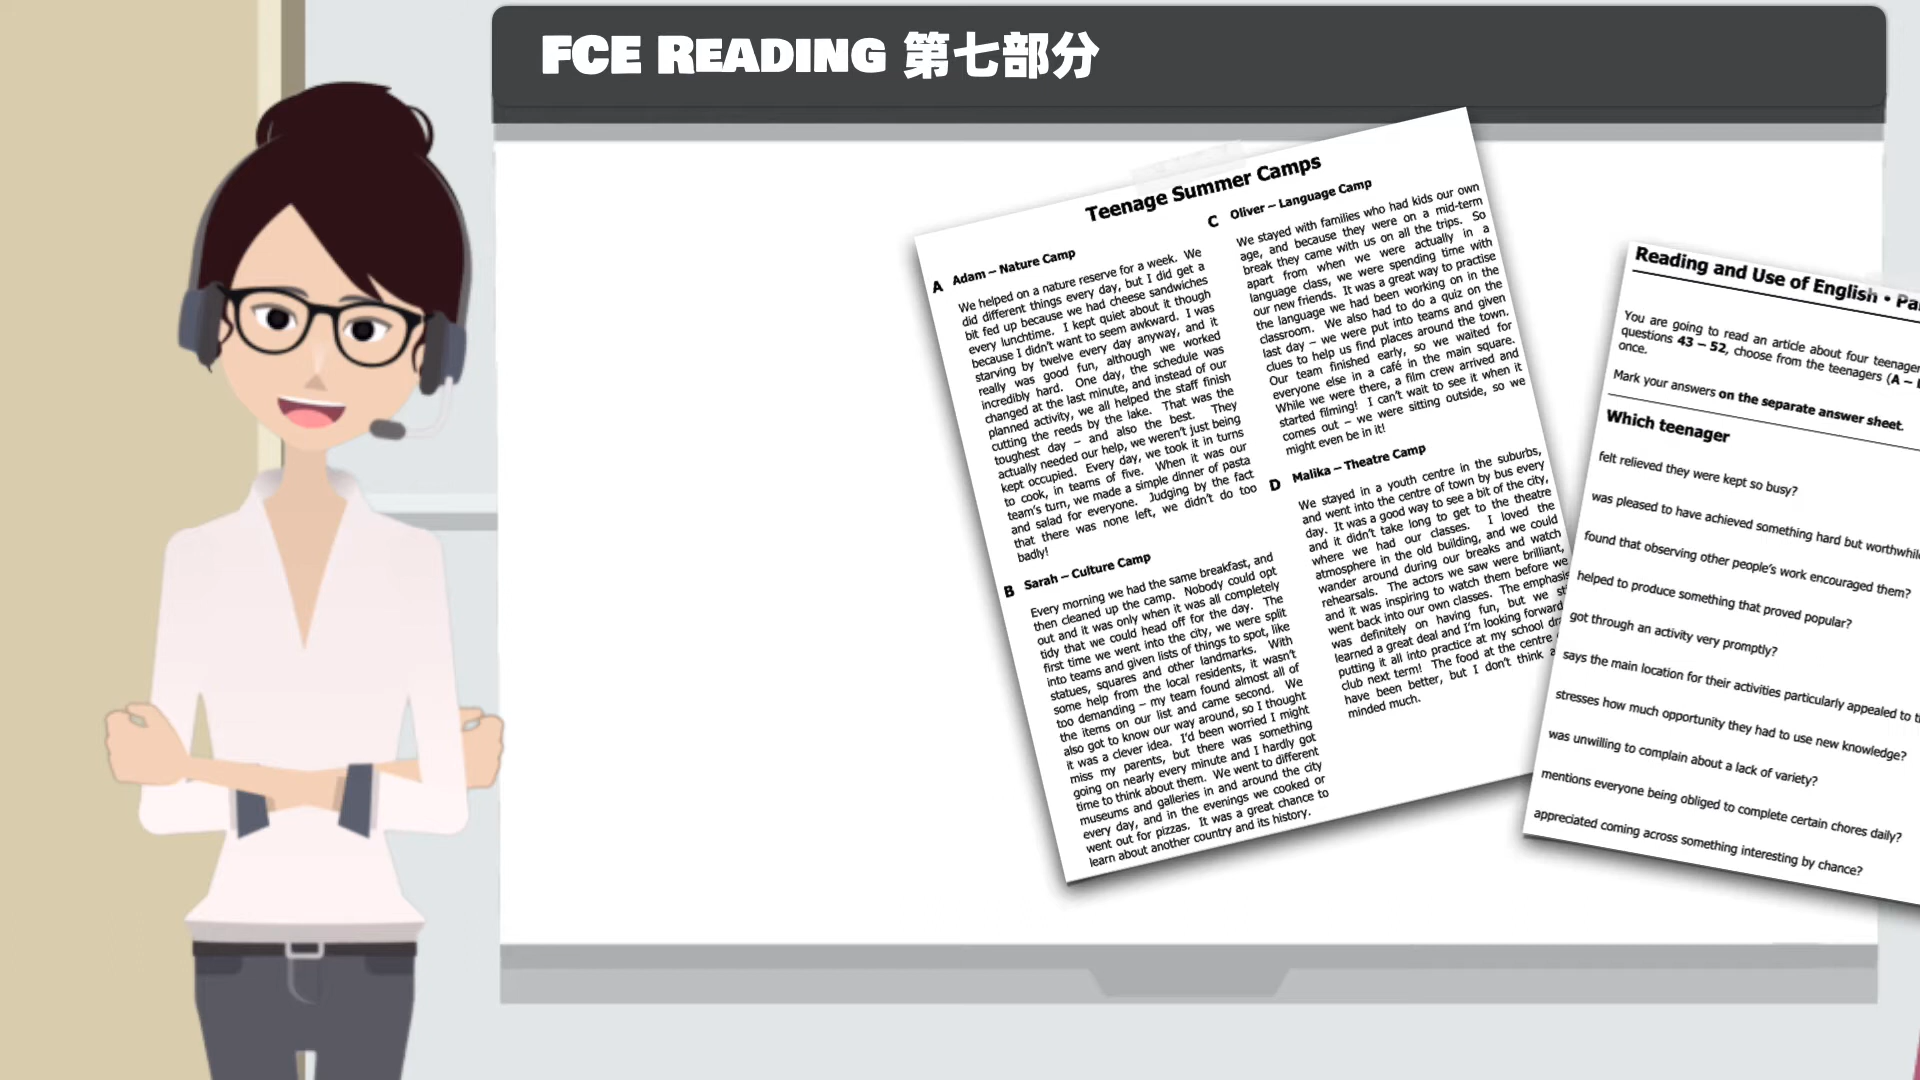 FCE READING 第七部分
Teenage Summer Camps
A Adam – Nature Camp
We helped on a nature reserve for a week. We
did different things every day, but I did get a
bit fed up because we had cheese sandwiches
every lunchtime. I kept quiet about it though
because I didn't want to seem awkward. I was
starving by twelve every day anyway, and it
really was good fun, although we worked
incredibly hard. One day, the schedule was
changed at the last minute, and instead of our
planned activity, we all helped the staff finish
cutting the reeds by the lake. That was the
toughest day – and also the best. They
actually needed our help, we weren't just being
kept occupied. Every day, we took it in turns
to cook, in teams of five. When it was our
team's turn, we made a simple dinner of pasta
and salad for everyone. Judging by the fact
that there was none left, we didn't do too
badly!
B Sarah – Culture Camp
Every morning we had the same breakfast, and
then cleaned up the camp. Nobody could opt
out and it was only when it was all completely
tidy that we could head off for the day. The
first time we went into the city, we were split
into teams and given lists of things to spot, like
statues, squares and other landmarks. With
some help from the local residents, it wasn't
too demanding – my team found almost all of
the items on our list and came second. We
also got to know our way around, so I thought
it was a clever idea. I'd been worried I might
miss my parents, but there was something
going on nearly every minute and I hardly got
time to think about them. We went to different
museums and galleries in and around the city
every day, and in the evenings we cooked or
went out for pizzas. It was a great chance to
learn about another country and its history.
C Oliver – Language Camp
We stayed with families who had kids our own
age, and because they were on a mid-term
break they came with us on all the trips. So
apart from when we were actually in a
language class, we were spending time with
our new friends. It was a great way to practise
the language we had been working on in the
classroom. We also had to do a quiz on the
last day – we were put into teams and given
clues to help us find places around the town.
Our team finished early, so we waited for
everyone else in a café in the main square.
While we were there, a film crew arrived and
started filming! I can't wait to see it when it
comes out – we were sitting outside, so we
might even be in it!
D Malika – Theatre Camp
We stayed in a youth centre in the suburbs,
and went into the centre of town by bus every
day. It was a good way to see a bit of the city,
and it didn't take long to get to the theatre
where we had our classes. I loved the
atmosphere in the old building, and we could
wander around during our breaks and watch
rehearsals. The actors we saw were brilliant,
and it was inspiring to watch them before we
went back into our own classes. The emphasis
was definitely on having fun, but we
learned a great deal and I'm looking forward
putting it all into practice at my school
club next term! The food at the centre
have been better, but I don't think
minded much.
Reading and Use of English •
You are going to read an article about four
questions 43 – 52, choose from the teenagers (A –
once.
Mark your answers on the separate answer sheet.
Which teenager
felt relieved they were kept so busy?
was pleased to have achieved something hard but
found that observing other people's work encouraged them?
helped to produce something that proved popular?
got through an activity very promptly?
says the main location for their activities particularly appealed to
stresses how much opportunity they had to use new knowledge?
was unwilling to complain about a lack of variety?
mentions everyone being obliged to complete certain chores daily?
appreciated coming across something interesting by chance?